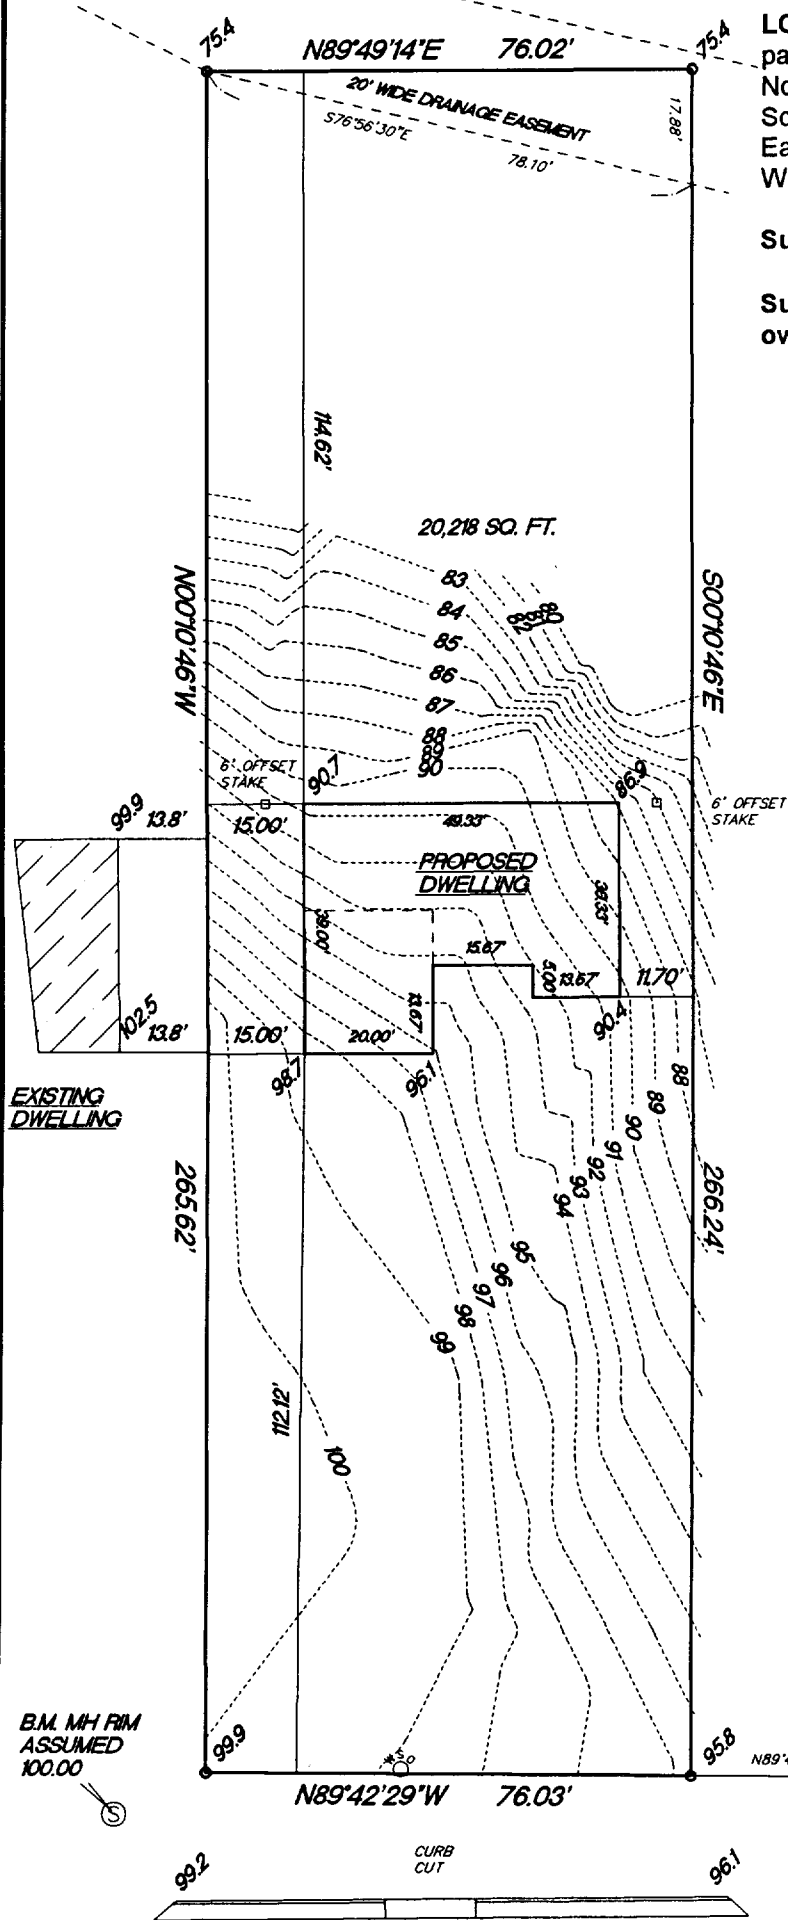 75.4
N89°49'14"E 76.02'
75.4
LO
pa
No
So
Ea
W
20' WIDE DRAINAGE EASEMENT
S76°56'30"E
78.10'
17.88'
Su
Su
ov
114.62'
20,218 SQ. FT.
N00°10'46"W
S00°10'46"E
83
84
85
86
87
88
89
90
82
81
80
6' OFFSET
STAKE
90.7
86.9
6' OFFSET
STAKE
99.9
13.8'
15.00'
49.33'
PROPOSED
DWELLING
39.00'
15.67'
5.00'
13.67'
11.70'
13.67'
102.5
13.8'
15.00'
20.00'
98.7
96.1
90.4
EXISTING
DWELLING
88
89
90
91
92
93
94
95
96
97
98
99
100
265.62'
266.24'
112.12'
B.M. MH RIM
ASSUMED
100.00
S
99.9
95.8
N89°42'29"W 76.03'
N89°4
CURB
CUT
99.2
96.1